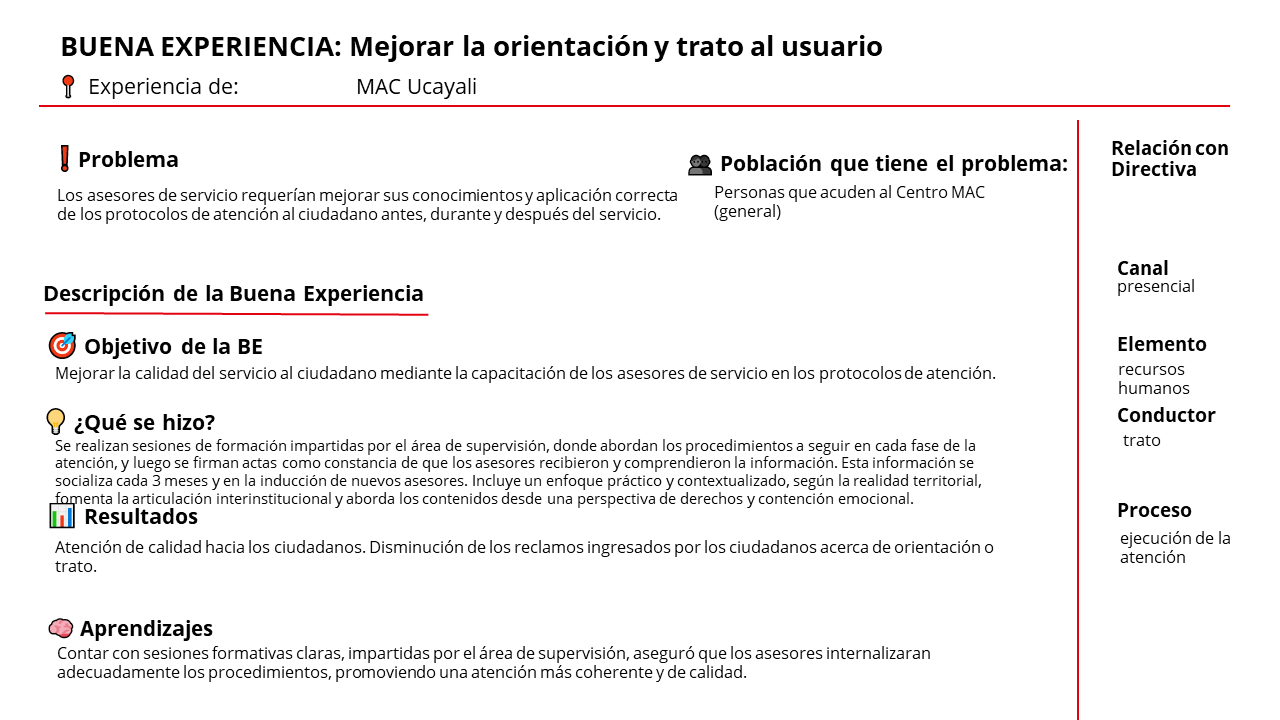 BUENA EXPERIENCIA: Mejorar la orientación y trato al usuario
Experiencia de: MAC Ucayali
Problema
Los asesores de servicio requerían mejorar sus conocimientos y aplicación correcta
de los protocolos de atención al ciudadano antes, durante y después del servicio.
Población que tiene el problema:
Personas que acuden al Centro MAC
(general)
Descripción de la Buena Experiencia
Objetivo de la BE
Mejorar la calidad del servicio al ciudadano mediante la capacitación de los asesores de servicio en los protocolos de atención.
¿Qué se hizo?
Se realizan sesiones de formación impartidas por el área de supervisión, donde abordan los procedimientos a seguir en cada fase de la
atención, y luego se firman actas como constancia de que los asesores recibieron y comprendieron la información. Esta información se
socializa cada 3 meses y en la inducción de nuevos asesores. Incluye un enfoque práctico y contextualizado, según la realidad territorial,
fomenta la articulación interinstitucional y aborda los contenidos desde una perspectiva de derechos y contención emocional.
Resultados
Atención de calidad hacia los ciudadanos. Disminución de los reclamos ingresados por los ciudadanos acerca de orientación o
trato.
Aprendizajes
Contar con sesiones formativas claras, impartidas por el área de supervisión, aseguró que los asesores internalizaran
adecuadamente los procedimientos, promoviendo una atención más coherente y de calidad.
Relación con
Directiva
Canal
presencial
Elemento
recursos
humanos
Conductor
trato
Proceso
ejecución de la
atención